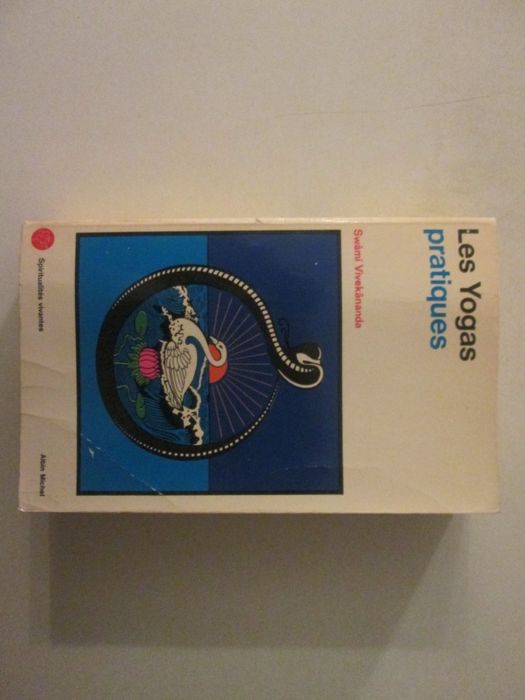 Les Yogas
pratiques
Swâmi Vivekânanda
Spiritualités vivantes
Albin Michel